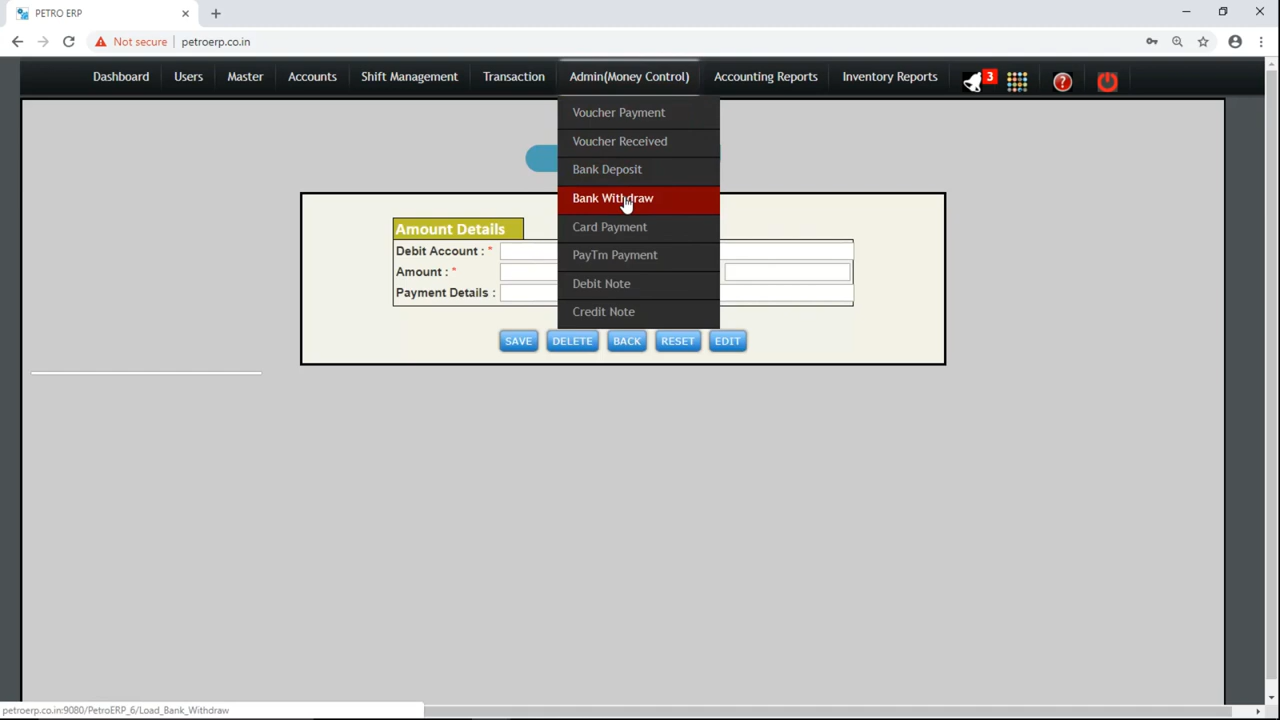 PETRO ERP
Not secure petroerp.co.in
Dashboard Users Master Accounts Shift Management Transaction Admin(Money Control) Accounting Reports Inventory Reports 3
Voucher Payment
Voucher Received
Bank Deposit
Bank Withdraw
Card Payment
PayTm Payment
Debit Note
Credit Note
Amount Details
Debit Account : *
Amount : *
Payment Details :
SAVE DELETE BACK RESET EDIT
petroerp.co.in:9080/PetroERP_6/Load_Bank_Withdraw